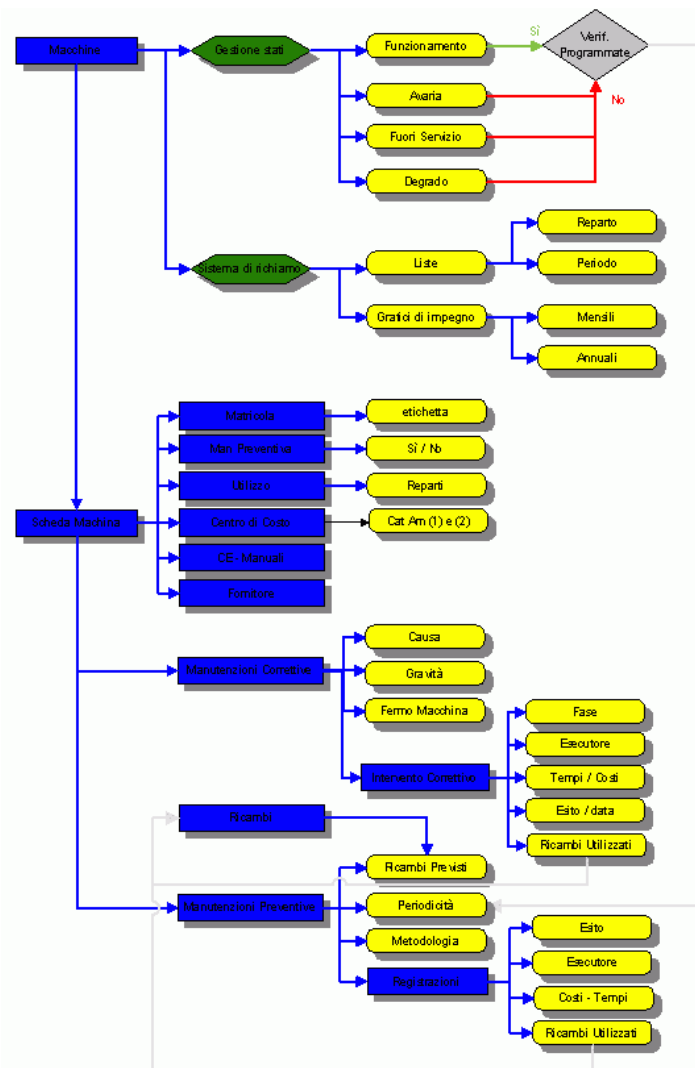 Macchine
Gestione stati
Funzionamento
Sì
Verif.
Programmate
Avaria
No
Fuori Servizio
Degrado
Sistema di richiamo
Liste
Reparto
Periodo
Grafici di impegno
Mensili
Annuali
Matricola
etichetta
Man Preventiva
Sì / No
Utilizzo
Reparti
Scheda Machina
Centro di Costo
Cat Am (1) e (2)
CE - Manuali
Fornitore
Manutenzioni Correttive
Causa
Gravità
Fermo Macchina
Intervento Correttivo
Fase
Esecutore
Tempi / Costi
Esito / data
Ricambi Utilizzati
Ricambi
Ricambi Previsti
Manutenzioni Preventive
Periodicità
Metodologia
Registrazioni
Esito
Esecutore
Costi - Tempi
Ricambi Utilizzati